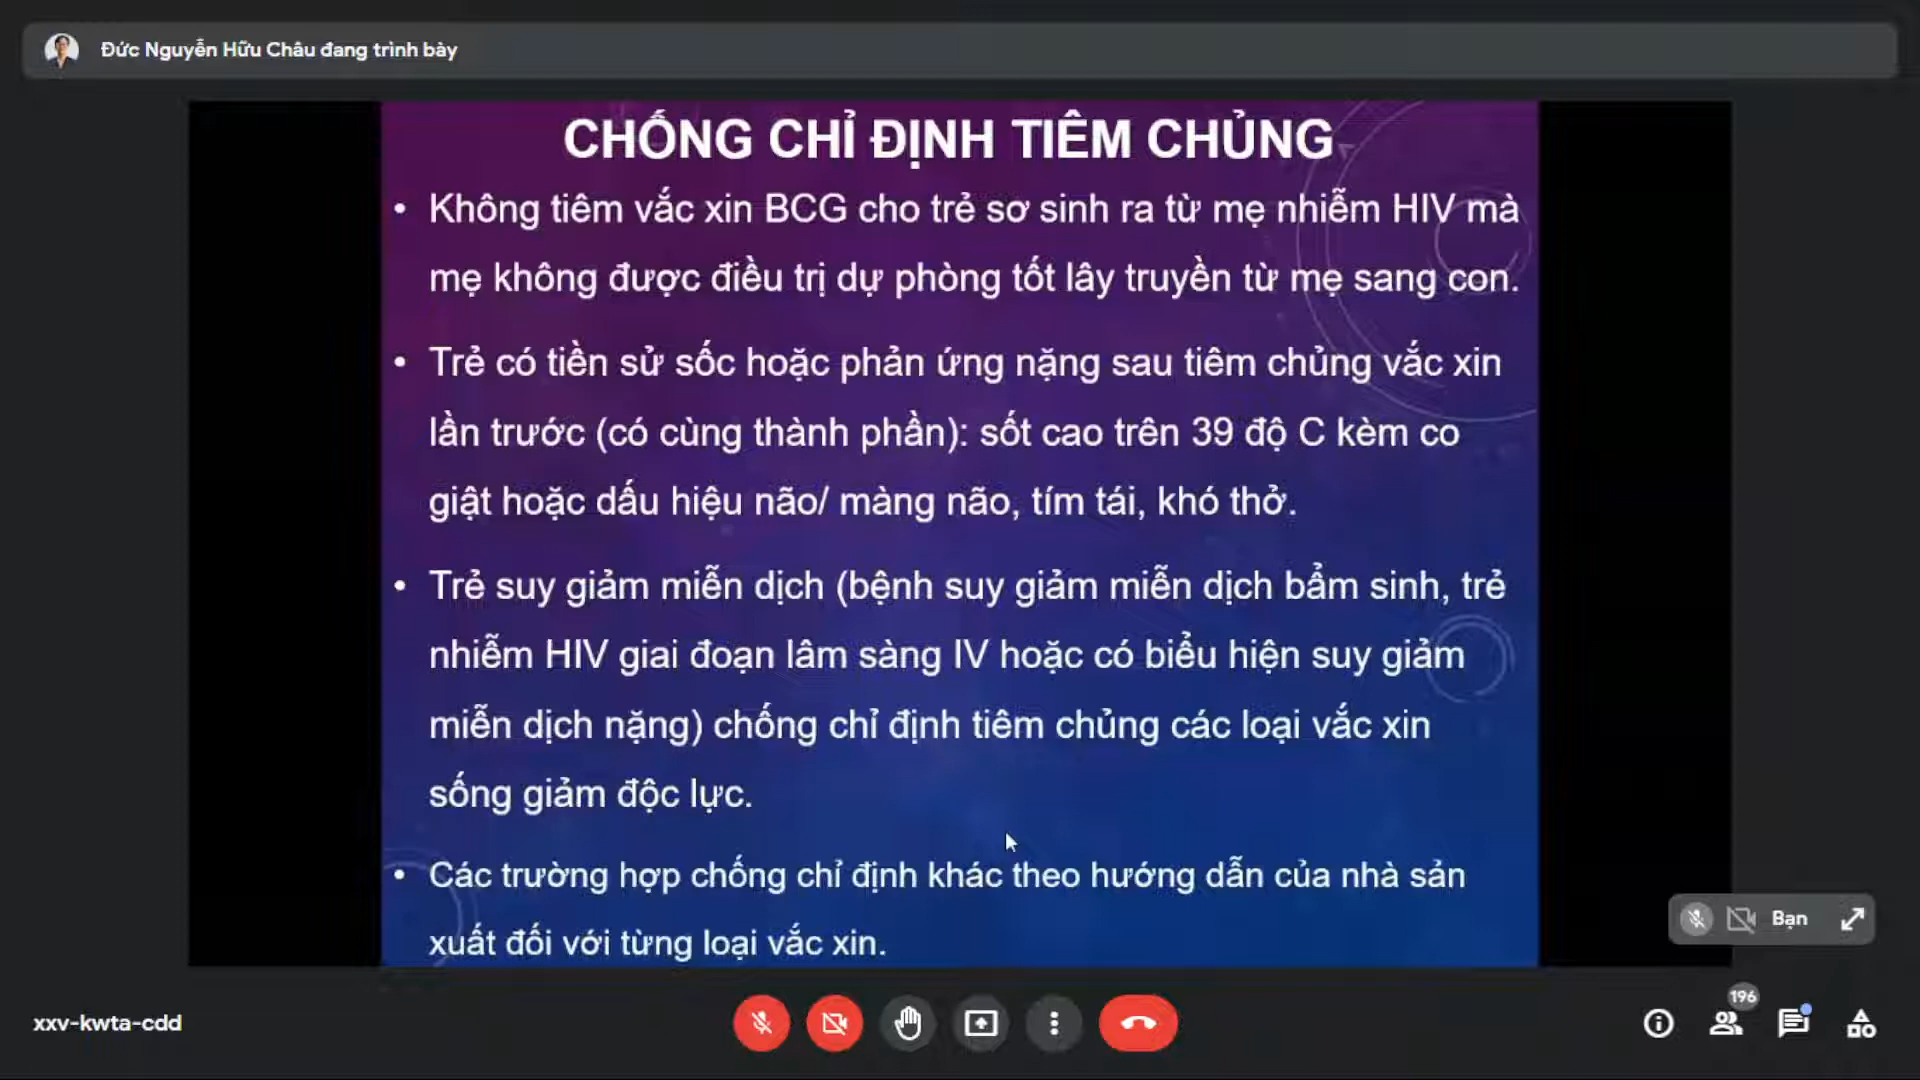 Đức Nguyễn Hữu Châu đang trình bày
CHỐNG CHỈ ĐỊNH TIÊM CHỦNG
• Không tiêm vắc xin BCG cho trẻ sơ sinh ra từ mẹ nhiễm HIV mà
mẹ không được điều trị dự phòng tốt lây truyền từ mẹ sang con.
• Trẻ có tiền sử sốc hoặc phản ứng nặng sau tiêm chủng vắc xin
lần trước (có cùng thành phần): sốt cao trên 39 độ C kèm co
giật hoặc dấu hiệu não/ màng não, tím tái, khó thở.
• Trẻ suy giảm miễn dịch (bệnh suy giảm miễn dịch bẩm sinh, trẻ
nhiễm HIV giai đoạn lâm sàng IV hoặc có biểu hiện suy giảm
miễn dịch nặng) chống chỉ định tiêm chủng các loại vắc xin
sống giảm độc lực.
• Các trường hợp chống chỉ định khác theo hướng dẫn của nhà sản
xuất đối với từng loại vắc xin.
Bạn
xxv-kwta-cdd
196